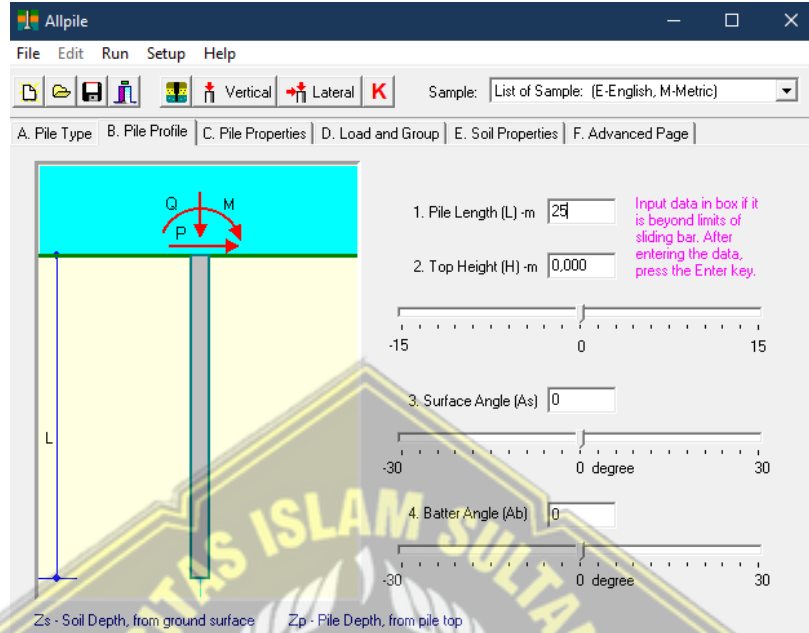 Allpile
File Edit Run Setup Help
Vertical Lateral K Sample: List of Sample: (E-English, M-Metric)
A. Pile Type B. Pile Profile C. Pile Properties D. Load and Group E. Soil Properties F. Advanced Page
Q M
P
L
1. Pile Length (L) -m 25
Input data in box if it
is beyond limits of
sliding bar. After
entering the data,
press the Enter key.
2. Top Height (H) -m 0,000
-15 0 15
3. Surface Angle (As) 0
-30 0 degree 30
4. Batter Angle (Ab) 0
-30 0 degree 30
Zs - Soil Depth, from ground surface Zp - Pile Depth, from pile top
ITAS ISLAM SULTA